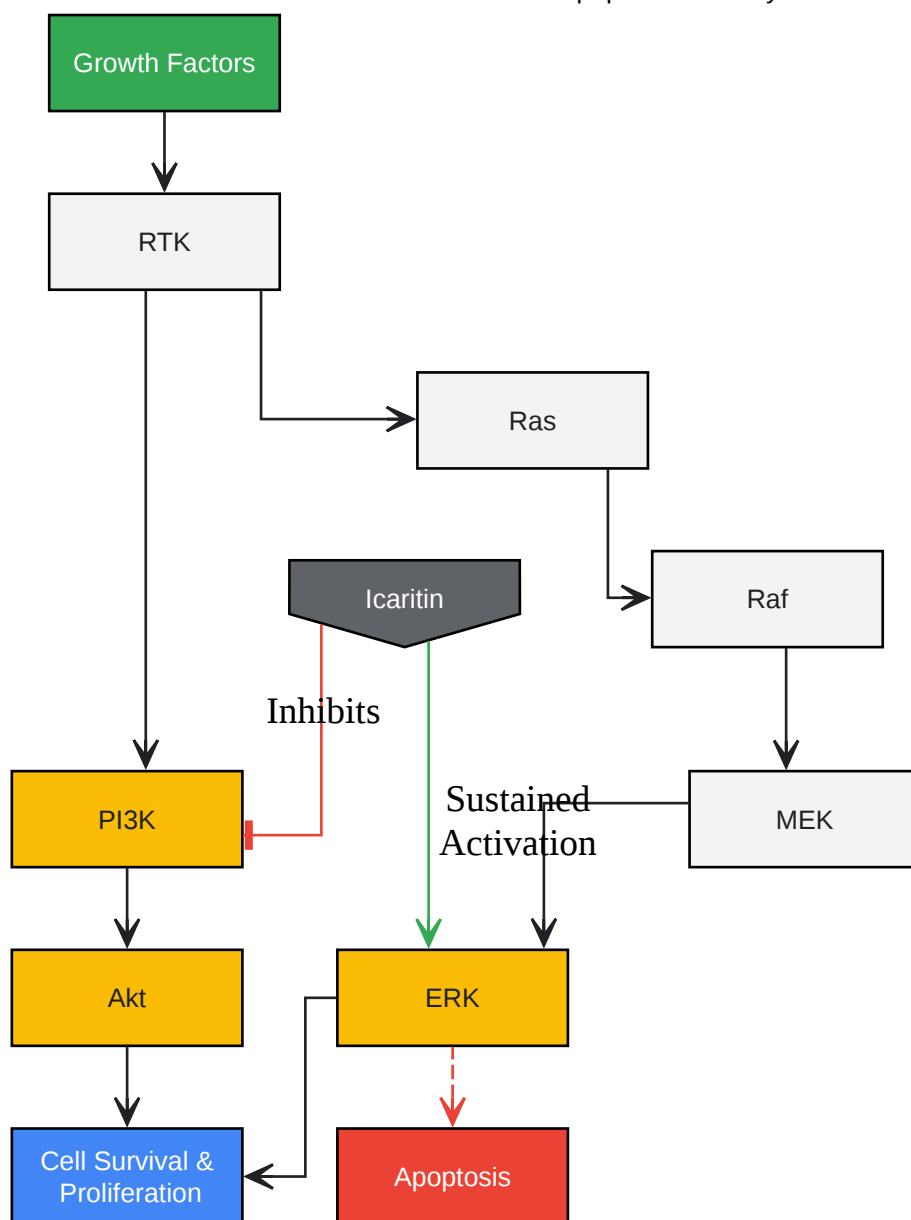 Growth Factors
RTK
Ras
Icaritin
Raf
Inhibits
Sustained
Activation
PI3K
MEK
Akt
ERK
Cell Survival &
Proliferation
Apoptosis